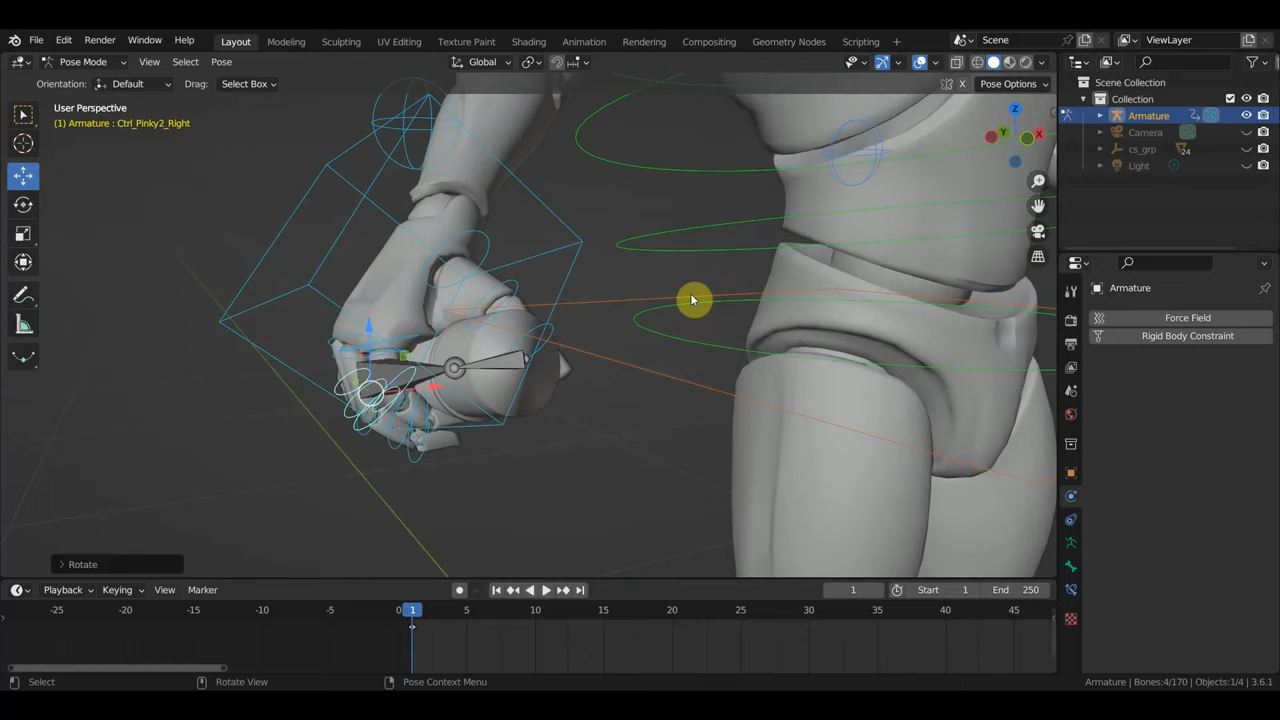 File Edit Render Window Help Layout Modeling Sculpting UV Editing Texture Paint Shading Animation Rendering Compositing Geometry Nodes Scripting + Scene ViewLayer
Pose Mode View Select Pose Global
Orientation: Default Drag: Select Box X Pose Options
User Perspective
(1) Armature : Ctrl_Pinky2_Right
Z
Y
X
Scene Collection
Collection
Armature
Camera
cs_grp 24
Light
Armature
Force Field
Rigid Body Constraint
Rotate
Playback Keying View Marker 1 Start 1 End 250
-25 -20 -15 -10 -5 0 1 5 10 15 20 25 30 35 40 45
Select Rotate View Pose Context Menu Armature | Bones:4/170 | Objects:1/4 | 3.6.1